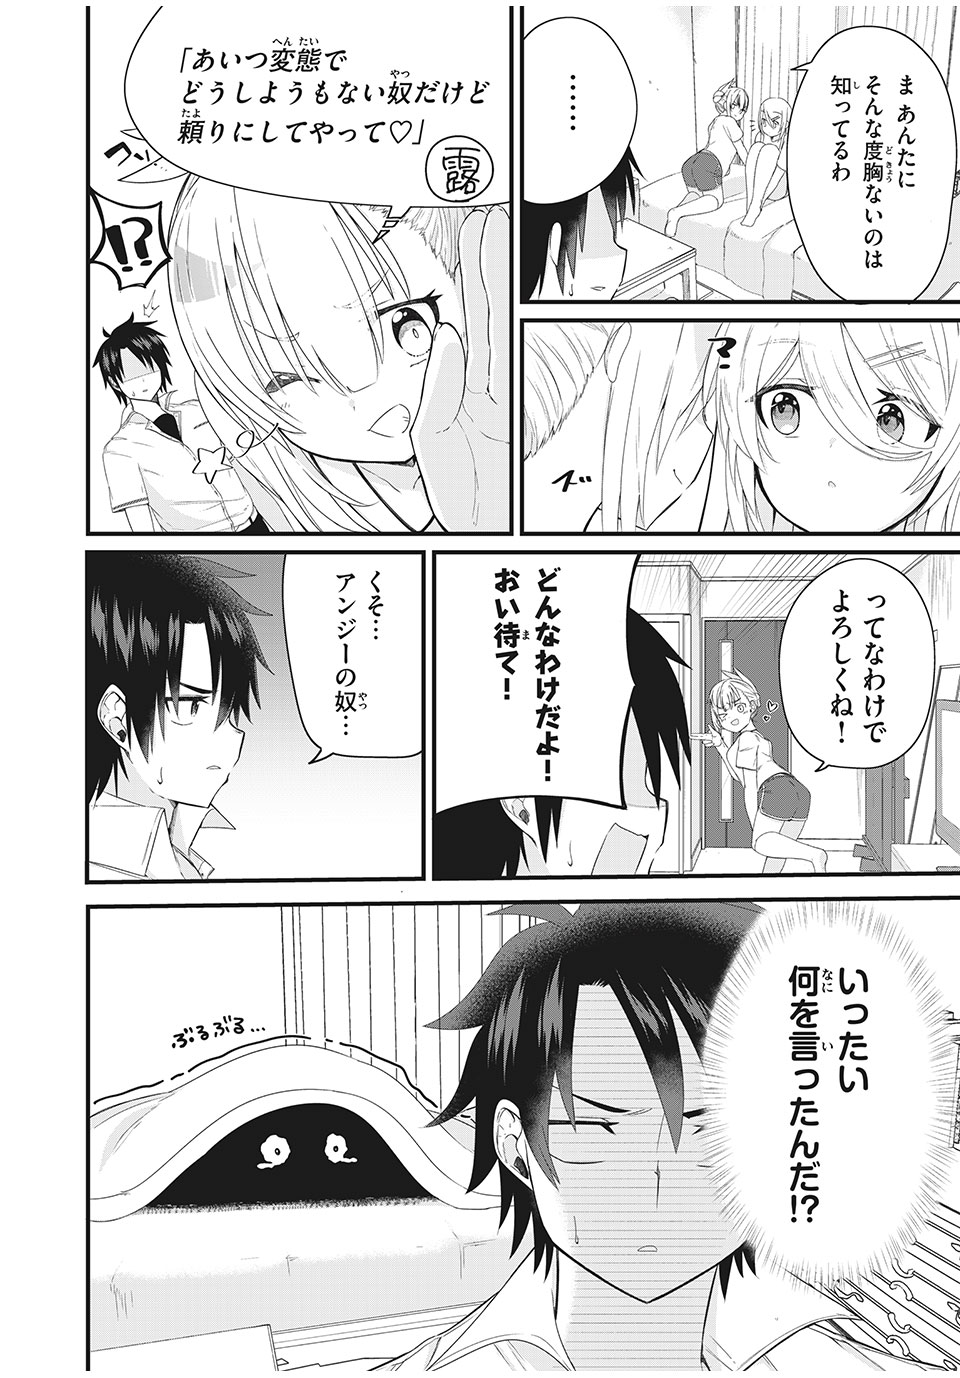 ま あんたに
そんな度胸ないのは
知ってるわ
……
？
ズイ
「あいつ変態で
どうしようもない奴だけど
頼りにしてやって♡」
露
コソ…
!?
ってなわけで
よろしくね！
どんなわけだよ！
おい待て！
くそ…
アンジーの奴…
いったい
何を言ったんだ!?
ぶるぶる…